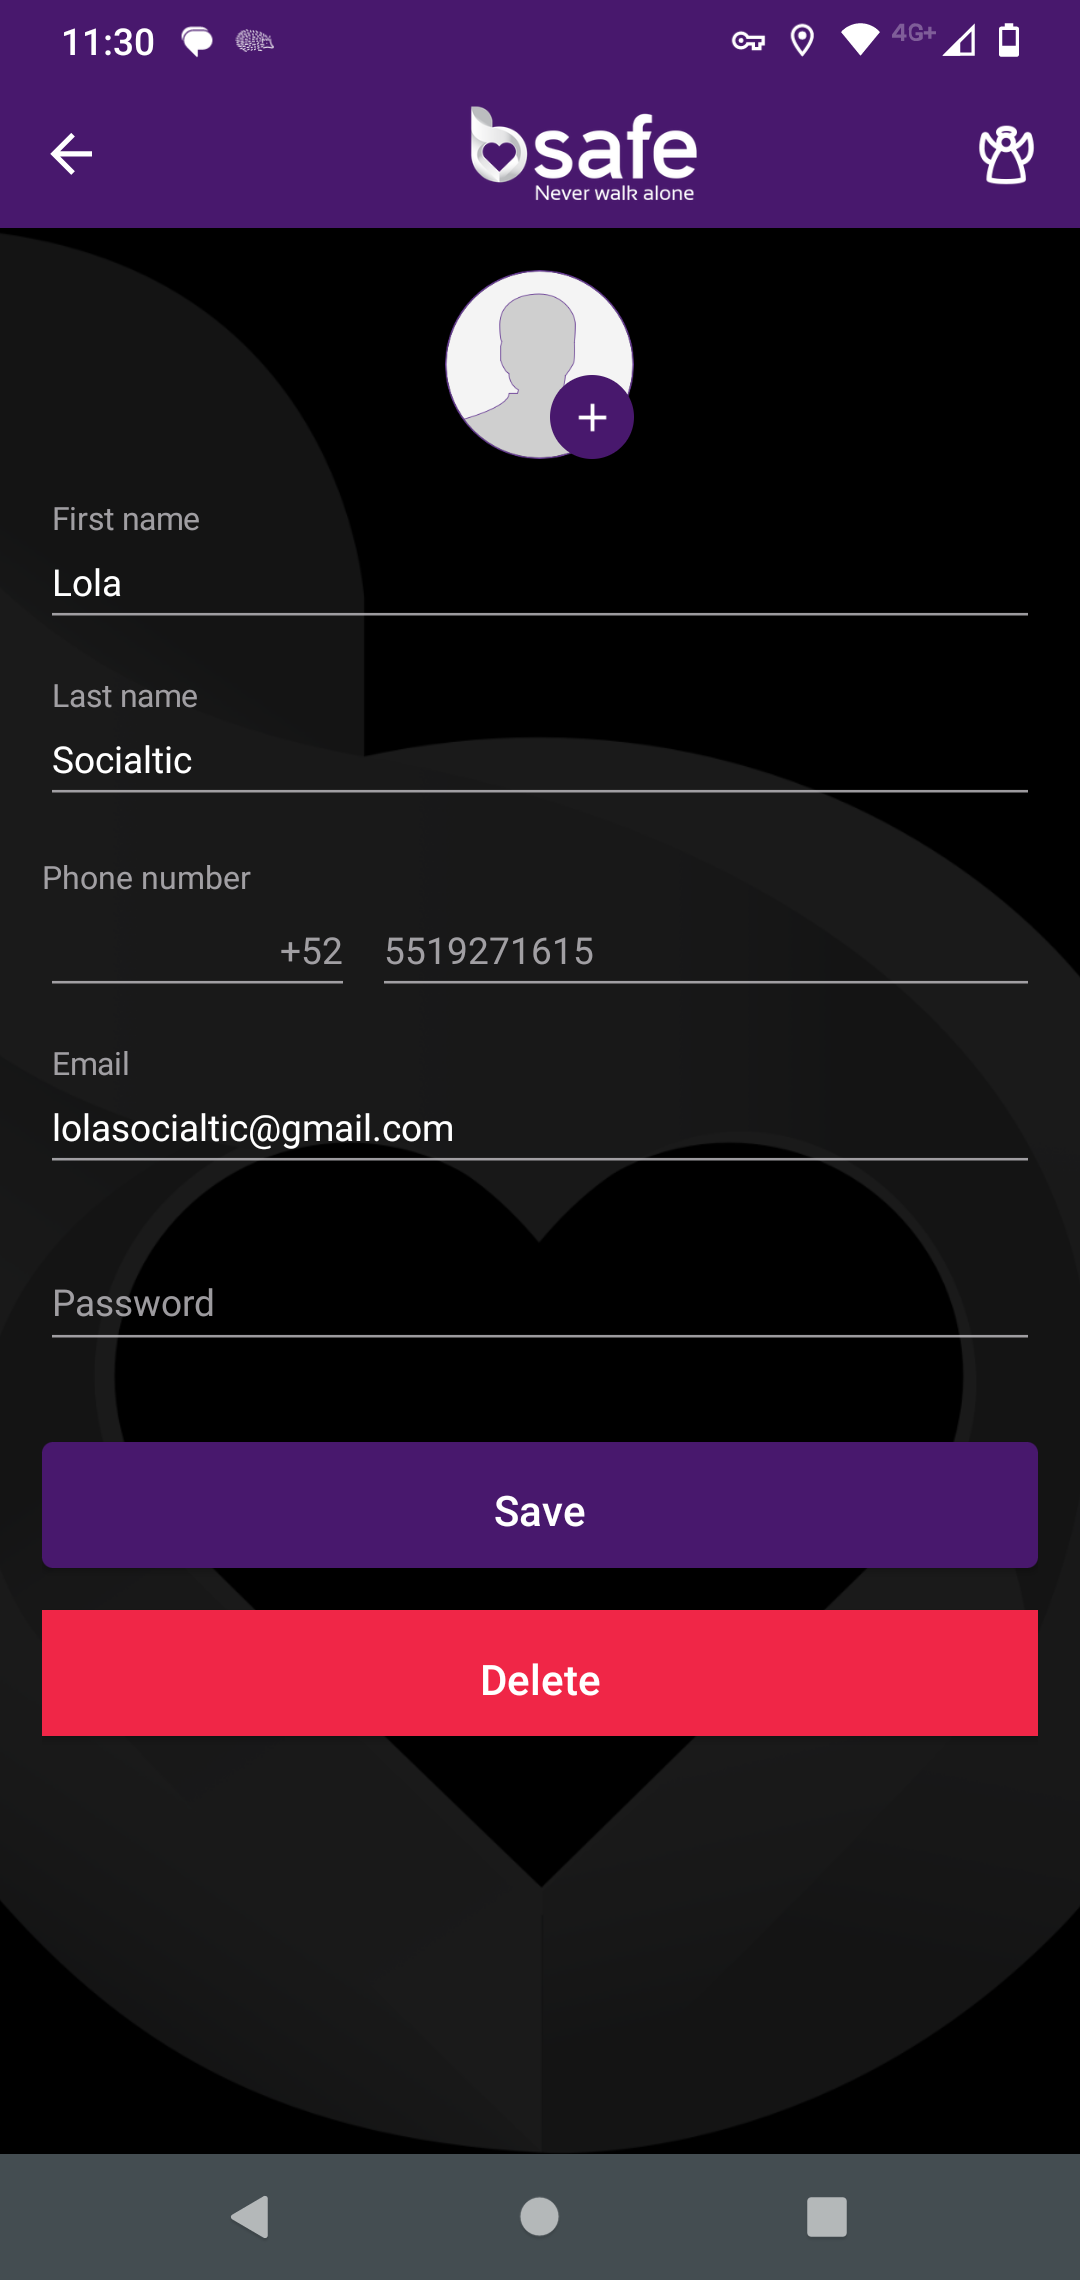 11:30
4G+
bsafe
Never walk alone
First name
Lola
Last name
Socialtic
Phone number
+52 5519271615
Email
lolasocialtic@gmail.com
Password
Save
Delete